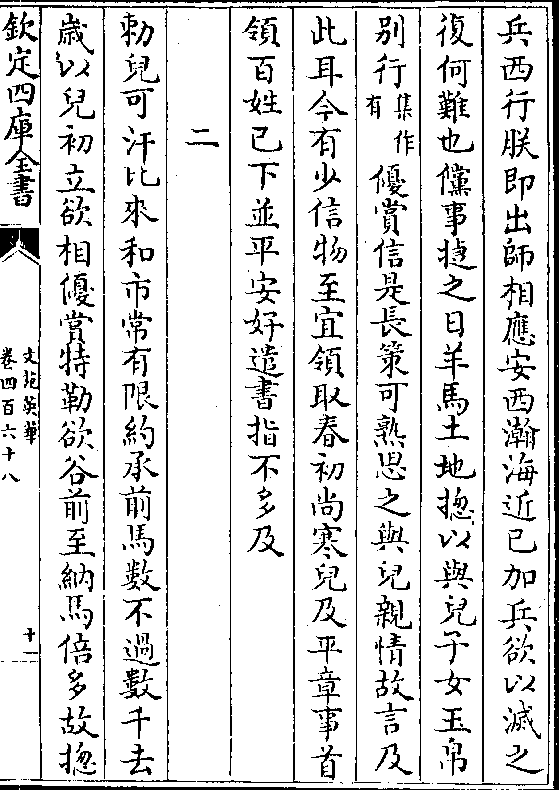 兵西行朕即出師相應安西瀚海近已加兵欲以滅之
復何難也儻事捷之日羊馬土地揔以與兒子女玉帛
别行集作有優賞信是長策可熟思之與兒親情故言及
此耳今有少信物至宜領取春初尚寒兒及平章事首
領百姓已下並平安好遣書指不多及
二
勅兒可汗比來和市常有限約承前馬數不過數千去
歲以兒初立欲相優賞特勒欲谷前至納馬倍多故揔
欽定四庫全書
文苑英華
卷四百六十八
十一